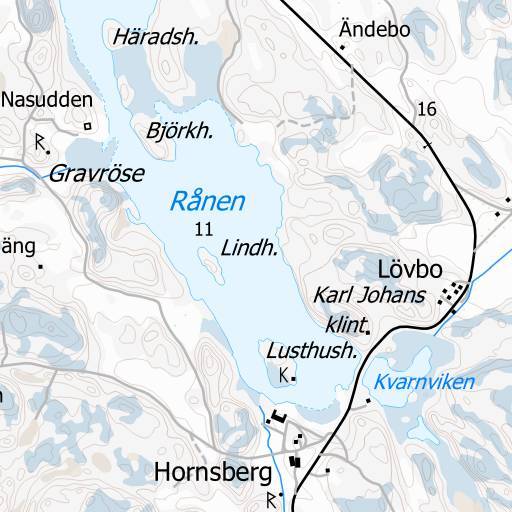 Ändebo
Häradsh.
Nasudden
16
Björkh.
R
Gravröse
Rånen
11
Lindh.
äng
Lövbo
Karl Johans
klint.
Lusthush.
K
Kvarnviken
n
Hornsberg
R